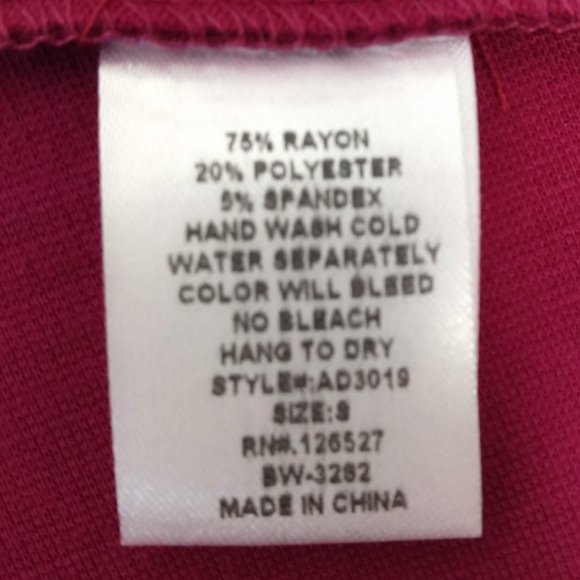 75% RAYON
20% POLYESTER
5% SPANDEX
HAND WASH COLD
WATER SEPARATELY
COLOR WILL BLEED
NO BLEACH
HANG TO DRY
STYLE#:AD3019
SIZE:S
RN#.126527
BW-3282
MADE IN CHINA